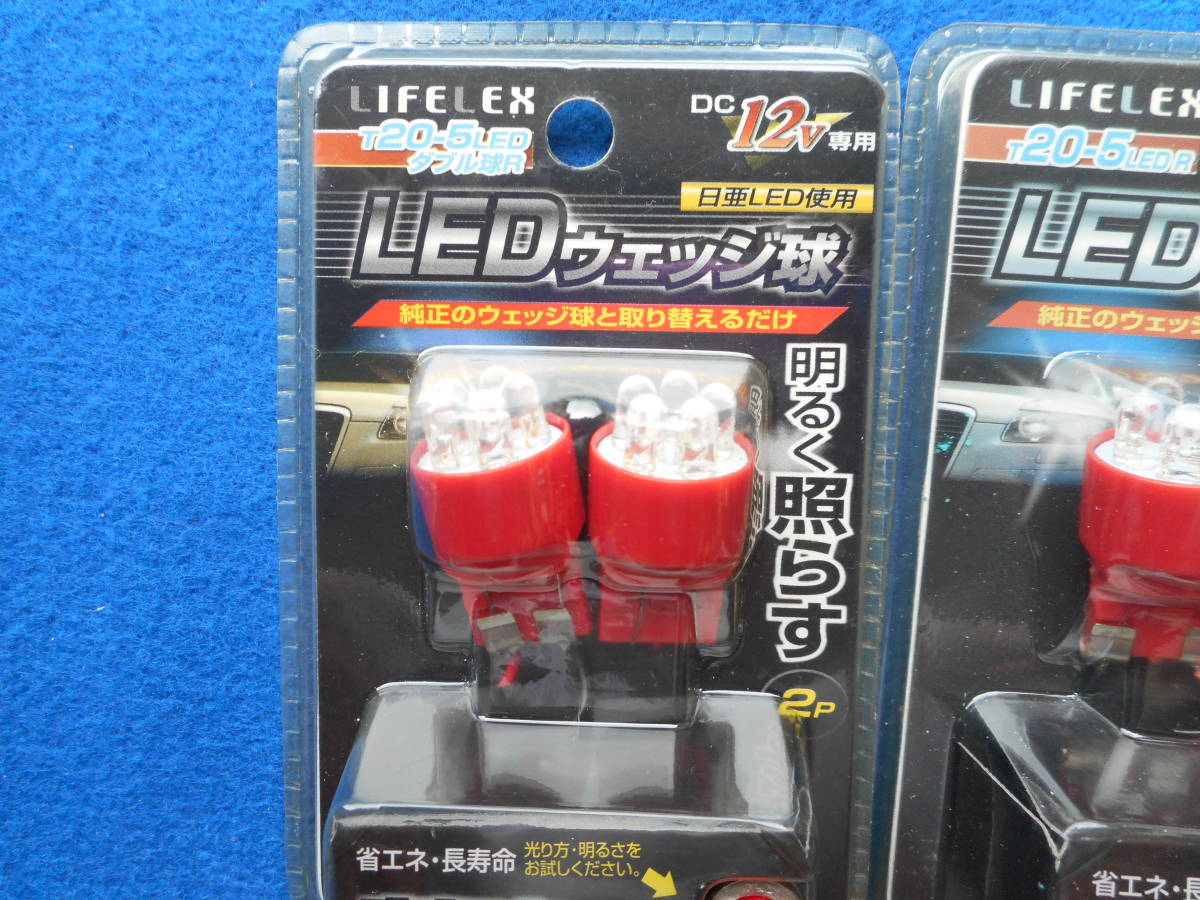 LIFELEX
T20-5LED
ダブル球R
DC 12V 専用
日亜LED使用
LEDウェッジ球
純正のウェッジ球と取り替えるだけ
明るく照らす
2P
省エネ・長寿命
光り方・明るさを
お試しください。
LIFELEX
T20-5LED R
LED
純正のウェッ
省エネ・長